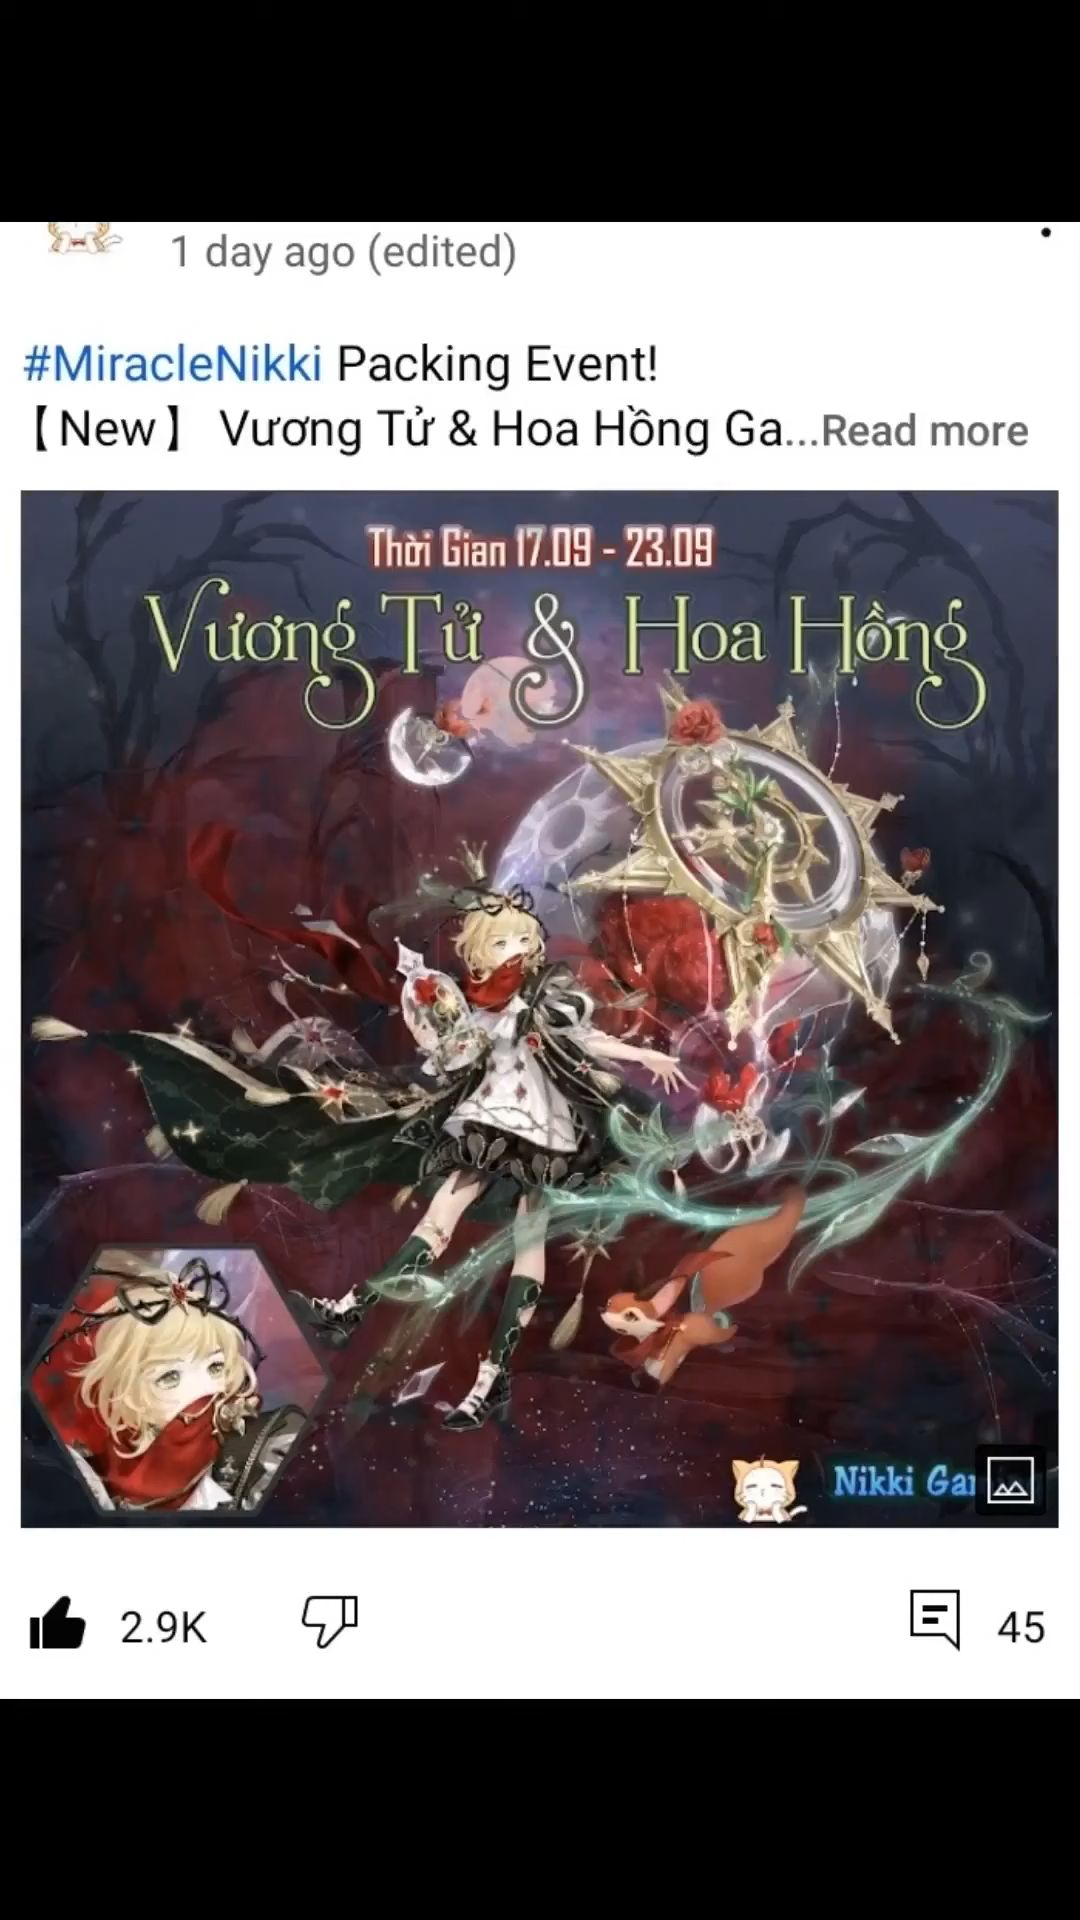 1 day ago (edited)
#MiracleNikki Packing Event!
【New】 Vương Tử & Hoa Hồng Ga...Read more
Thời Gian 17.09 - 23.09
Vương Tử & Hoa Hồng
Nikki
2.9K
45